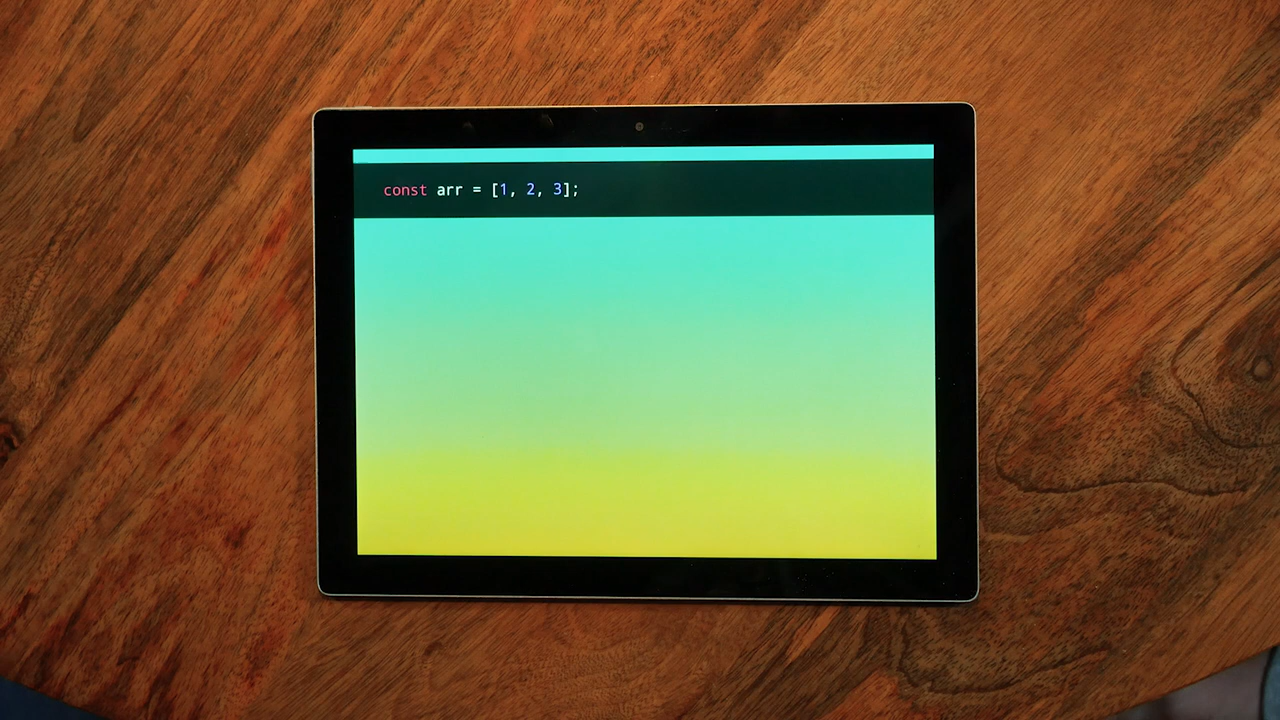 const arr = [1, 2, 3];